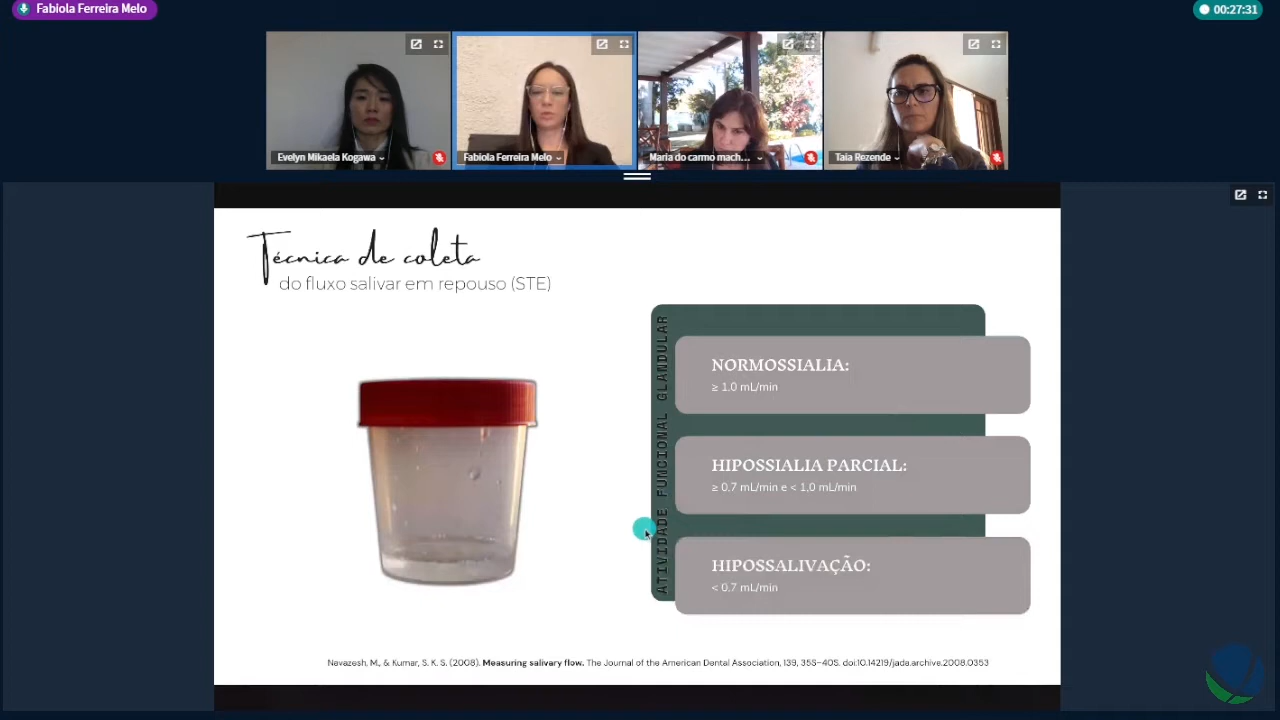 Fabiola Ferreira Melo
00:27:31
Evelyn Mikaela Kogawa
Fabiola Ferreira Melo
Maria do carmo mach...
Taia Rezende
Técnica de coleta
do fluxo salivar em repouso (STE)
ATIVIDADE FUNCIONAL GLANDULAR
NORMOSSIALIA:
≥ 1.0 mL/min
HIPOSSIALIA PARCIAL:
≥ 0,7 mL/min e < 1,0 mL/min
HIPOSSALIVAÇÃO:
< 0,7 mL/min
Navazesh, M., & Kumar, S. K. S. (2008). Measuring salivary flow. The Journal of the American Dental Association, 139, 35S–40S. doi:10.14219/jada.archive.2008.0353